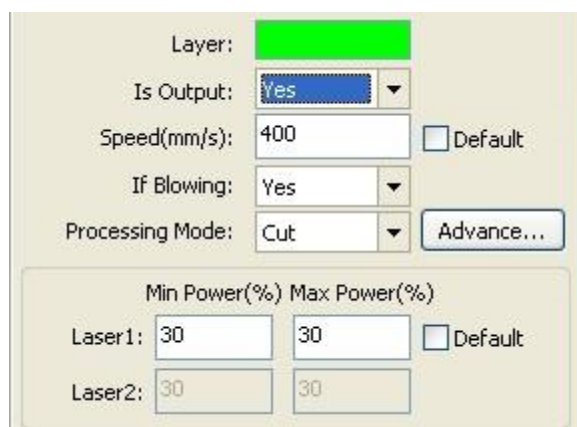 Layer:
Is Output: Yes
Speed(mm/s): 400 Default
If Blowing: Yes
Processing Mode: Cut Advance...
Min Power(%) Max Power(%)
Laser1: 30 30 Default
Laser2: 30 30